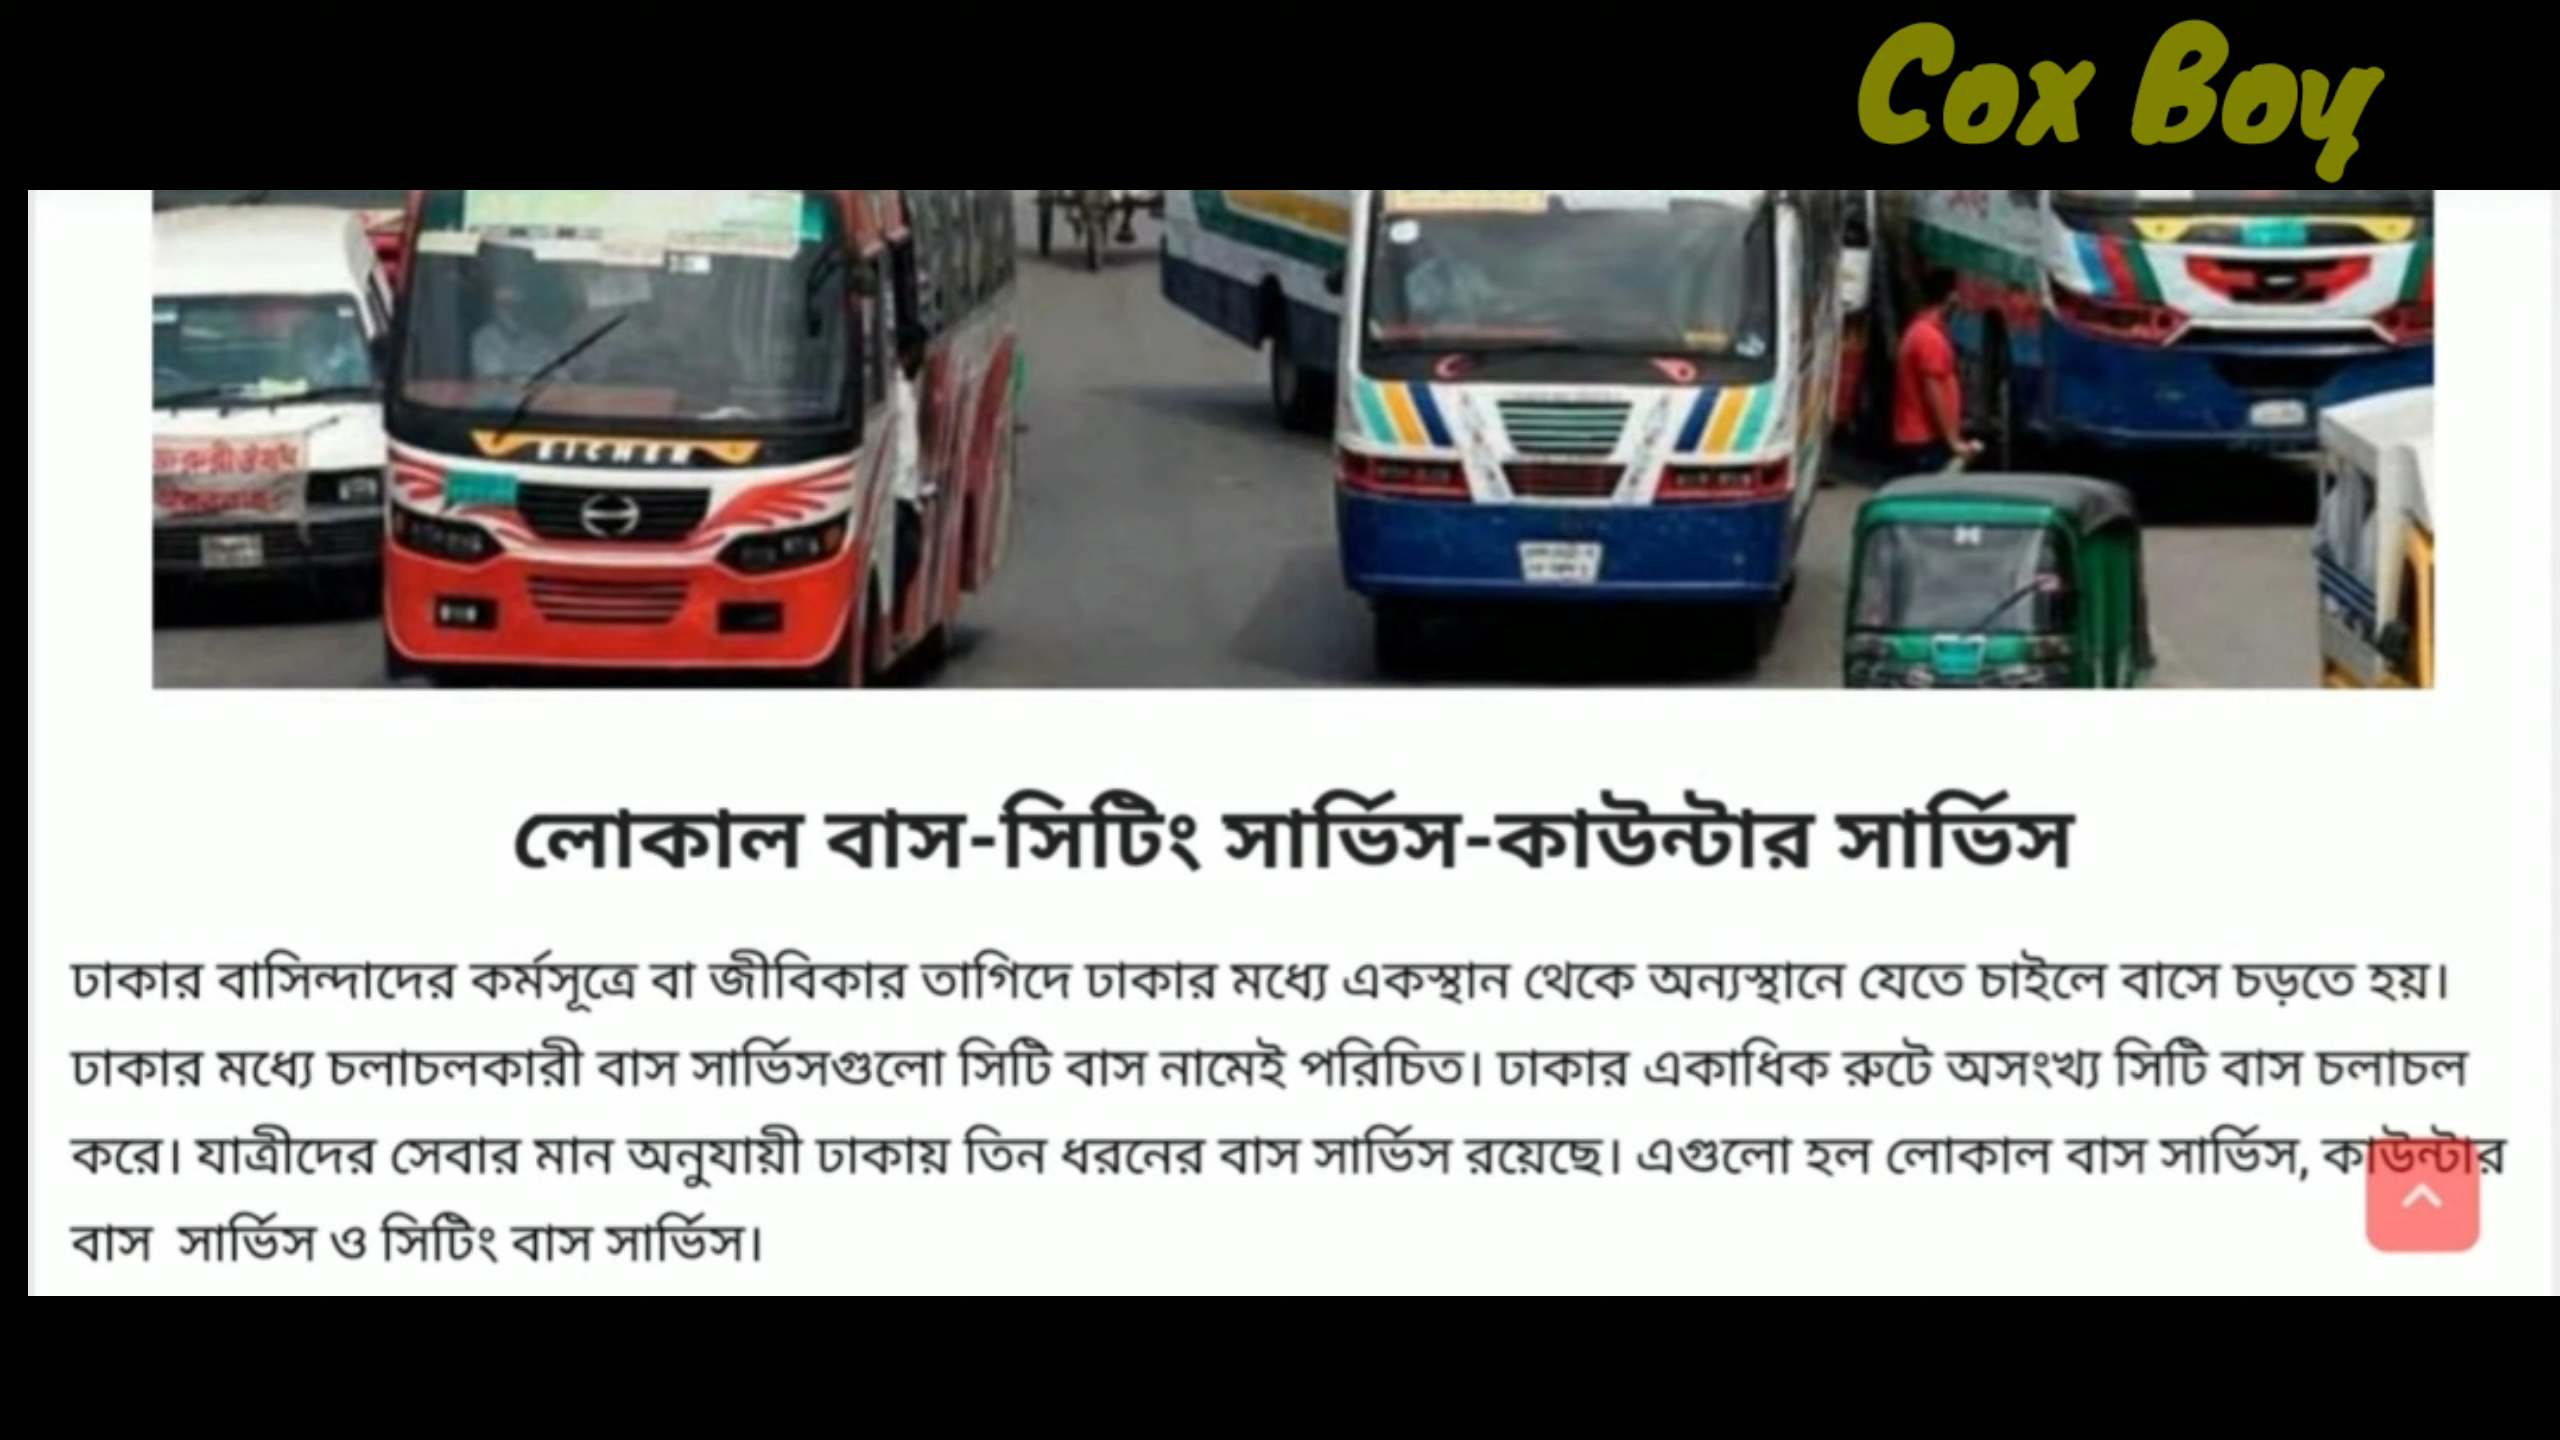 Cox Boy
EICHER
লোকাল বাস-সিটিং সার্ভিস-কাউন্টার সার্ভিস
ঢাকার বাসিন্দাদের কর্মসূত্রে বা জীবিকার তাগিদে ঢাকার মধ্যে একস্থান থেকে অন্যস্থানে যেতে চাইলে বাসে চড়তে হয়।
ঢাকার মধ্যে চলাচলকারী বাস সার্ভিসগুলো সিটি বাস নামেই পরিচিত। ঢাকার একাধিক রুটে অসংখ্য সিটি বাস চলাচল
করে। যাত্রীদের সেবার মান অনুযায়ী ঢাকায় তিন ধরনের বাস সার্ভিস রয়েছে। এগুলো হল লোকাল বাস সার্ভিস, কাউন্টার
বাস সার্ভিস ও সিটিং বাস সার্ভিস।